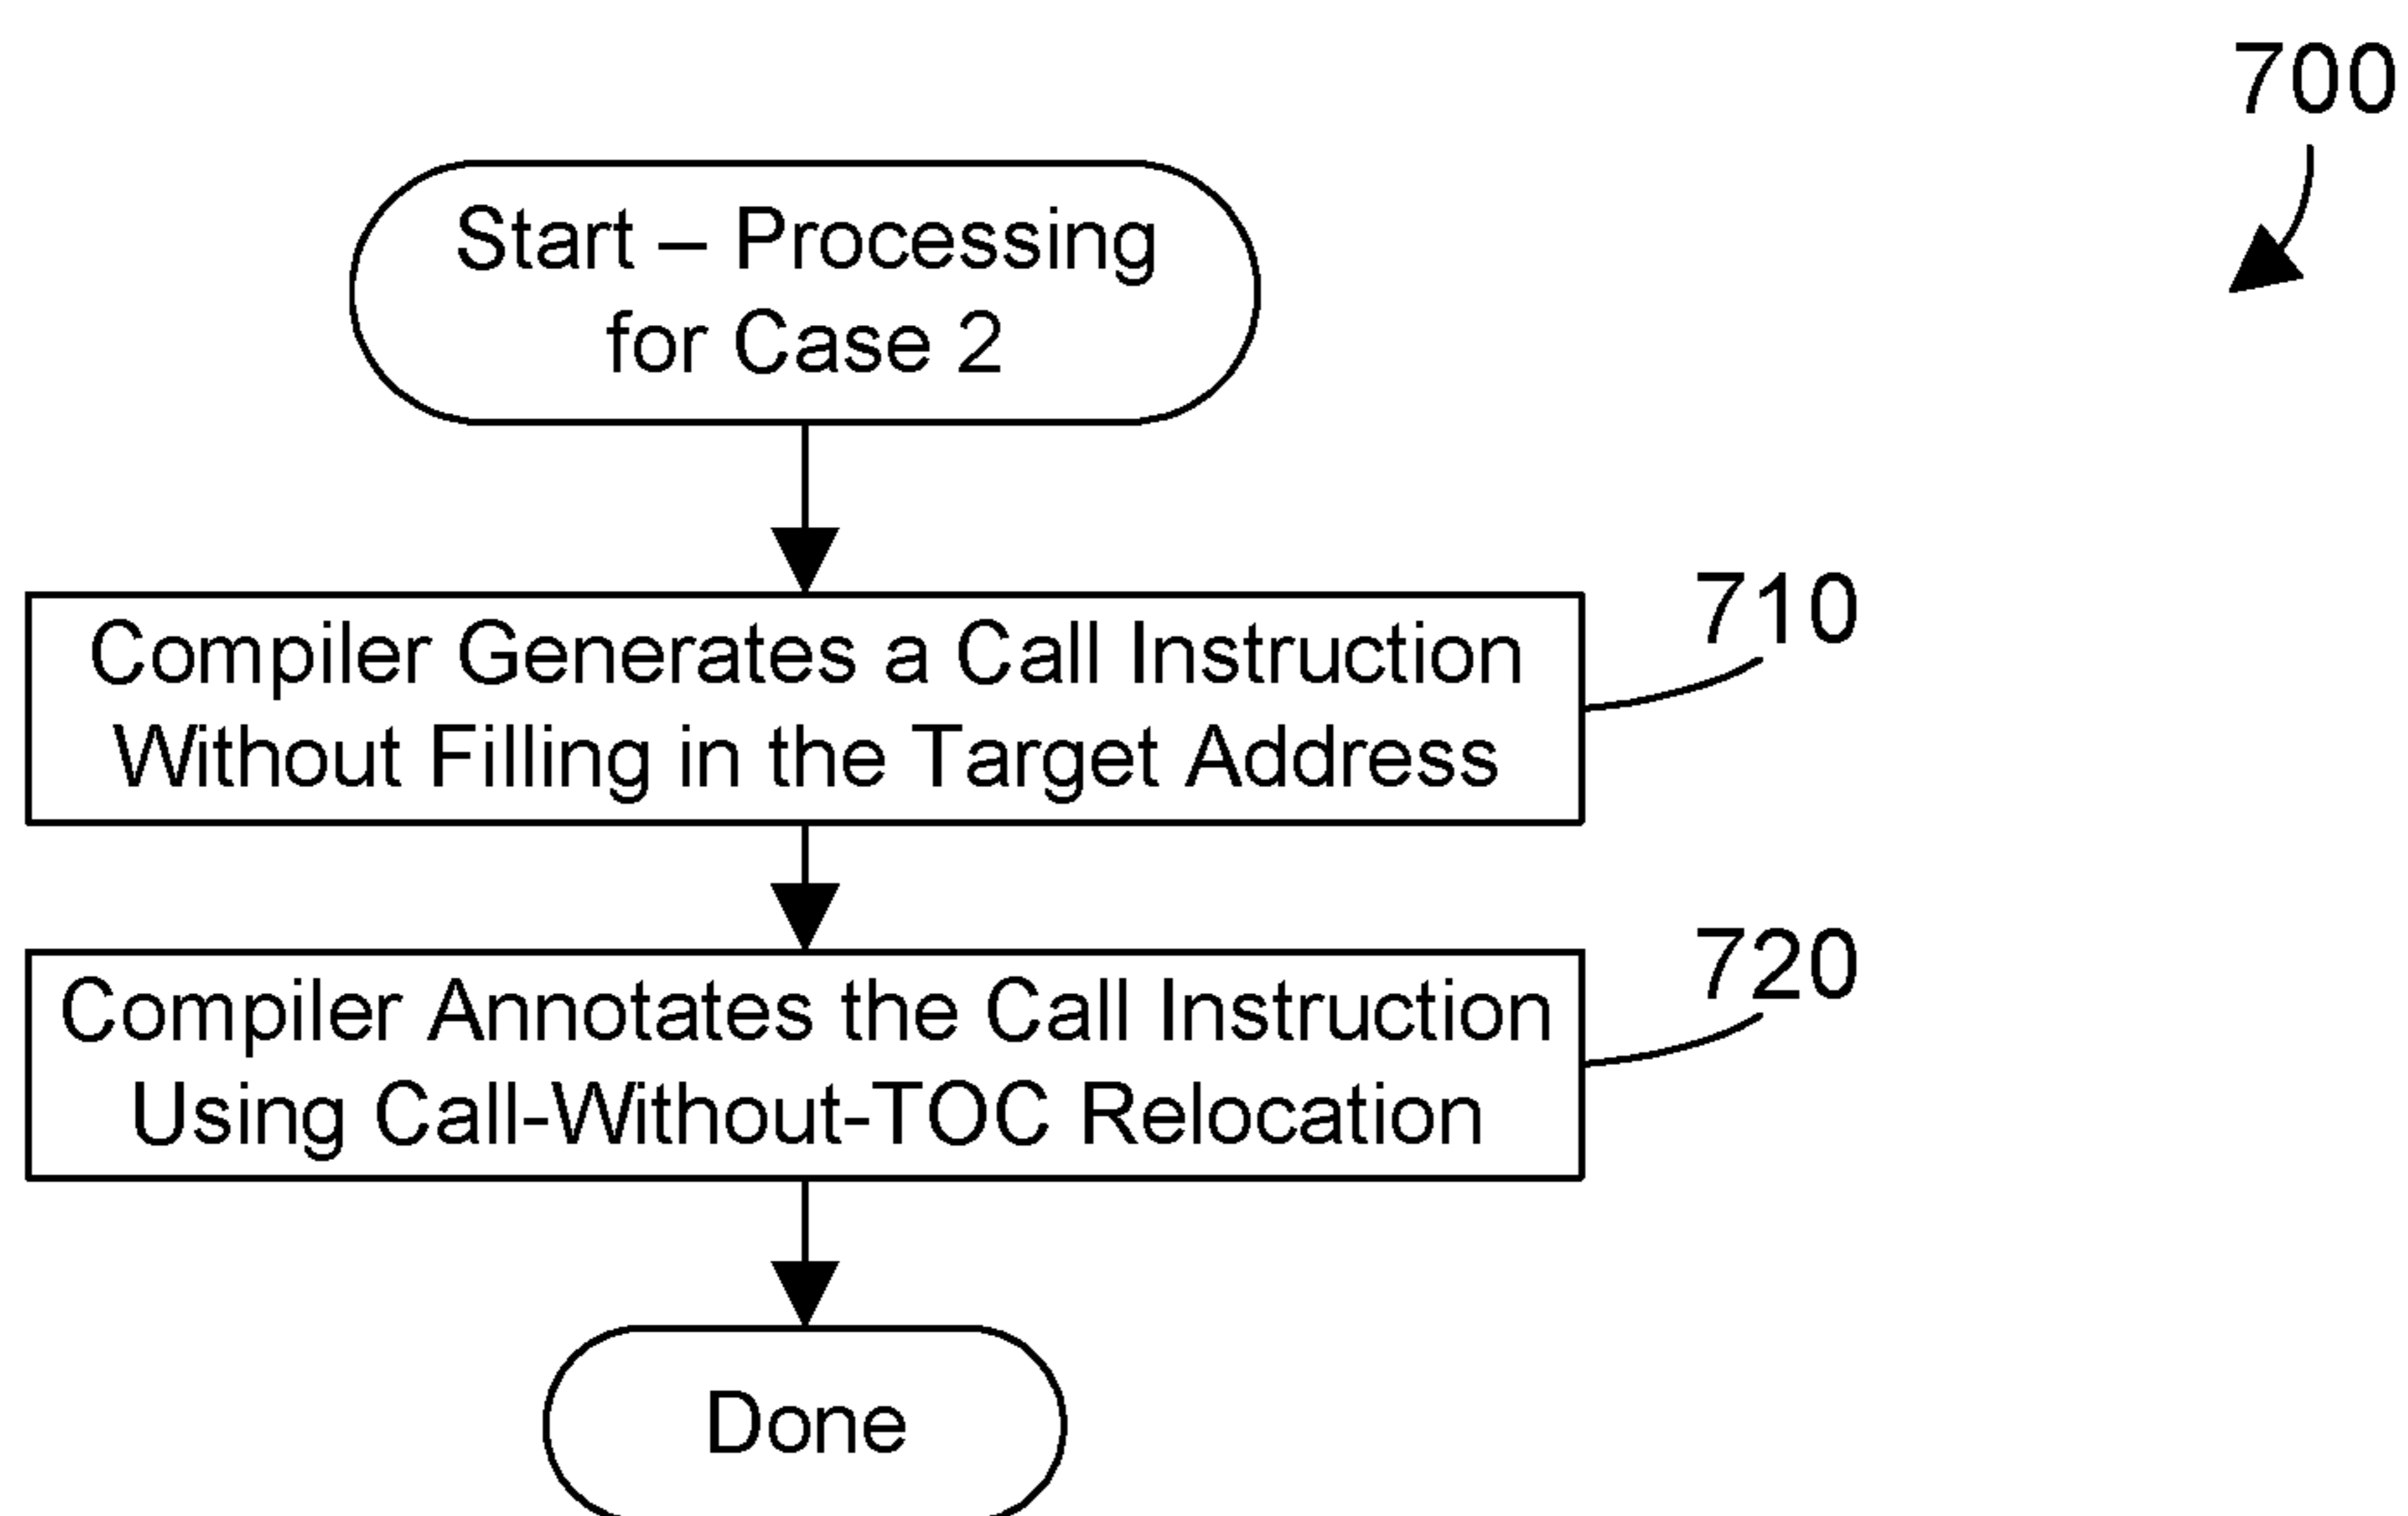 700
Start – Processing
for Case 2
710
Compiler Generates a Call Instruction
Without Filling in the Target Address
720
Compiler Annotates the Call Instruction
Using Call-Without-TOC Relocation
Done